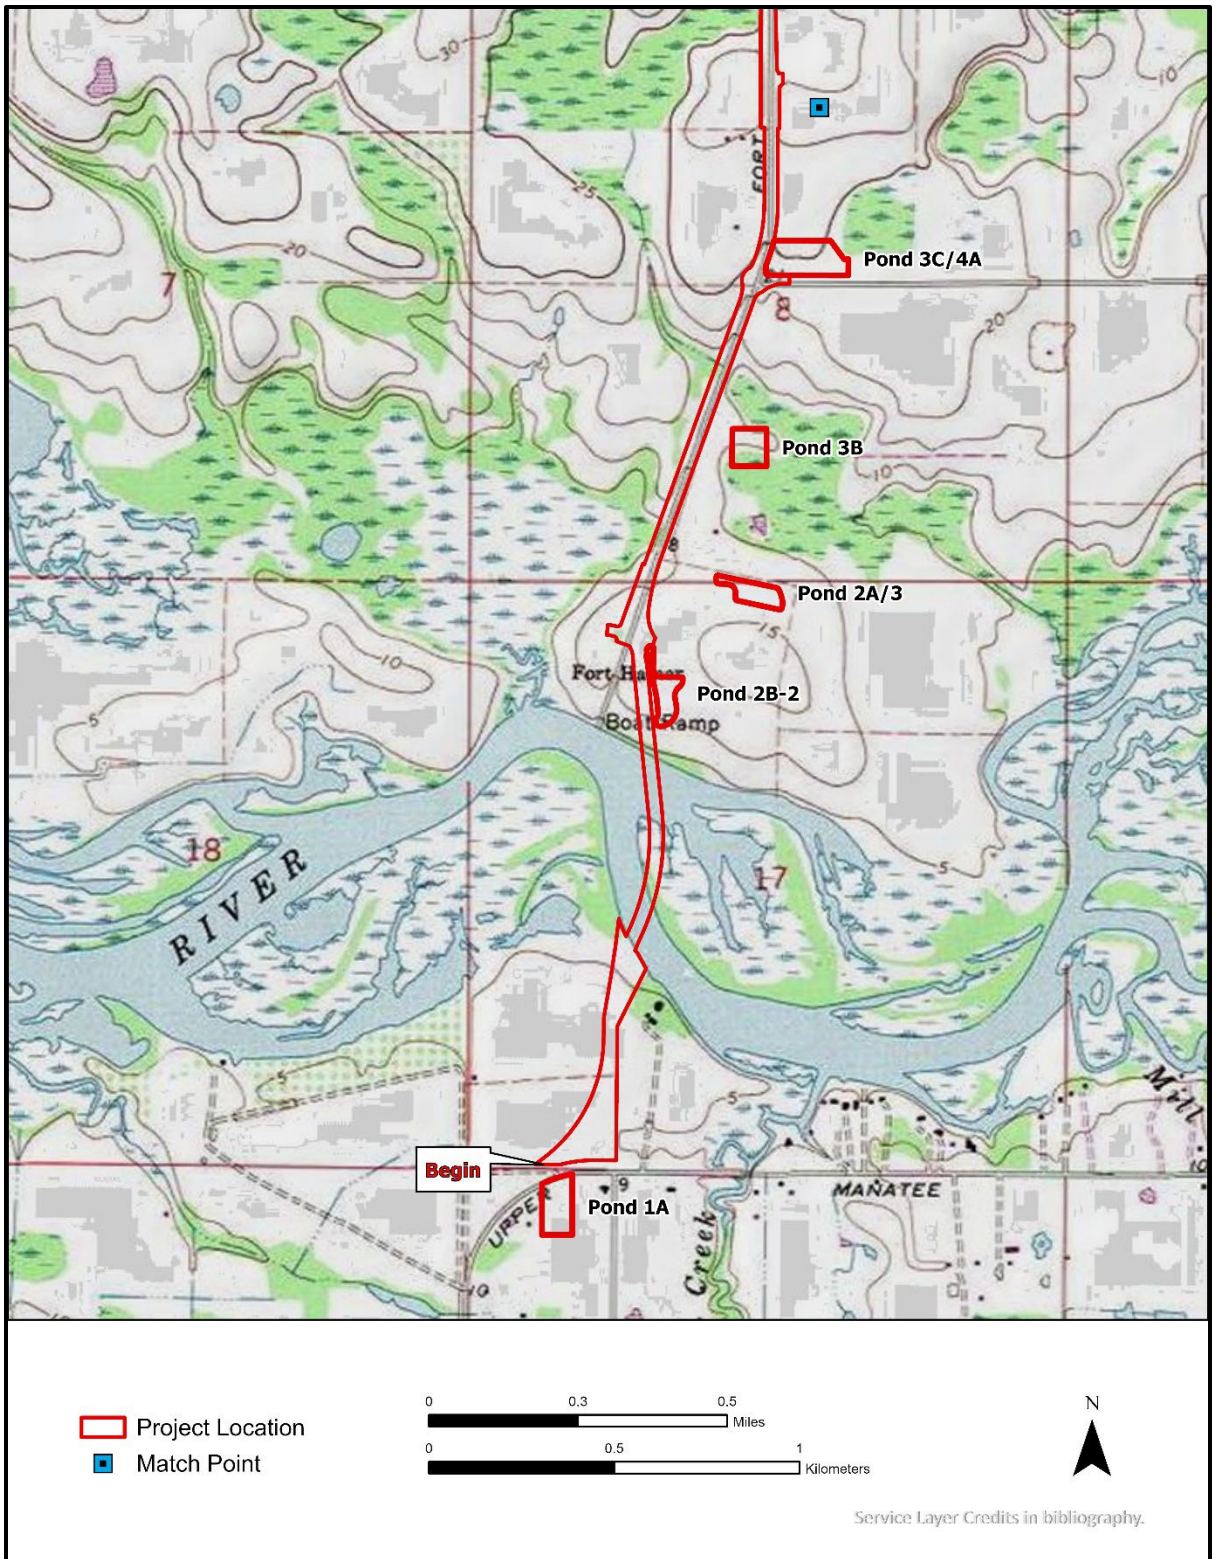 30
10
25
FORT
20
7
Pond 3C/4A
8
20
Pond 3B
10
8
Pond 2A/3
15
10
Fort Hamer
Pond 2B-2
5
Boat Ramp
18
17
5
RIVER
5
5
Mill
10
Begin
9
MANATEE
UPPER
Pond 1A
Creek
10
Project Location
Match Point
0 0.3 0.5
Miles
0 0.5 1
Kilometers
N
Service Layer Credits in bibliography.